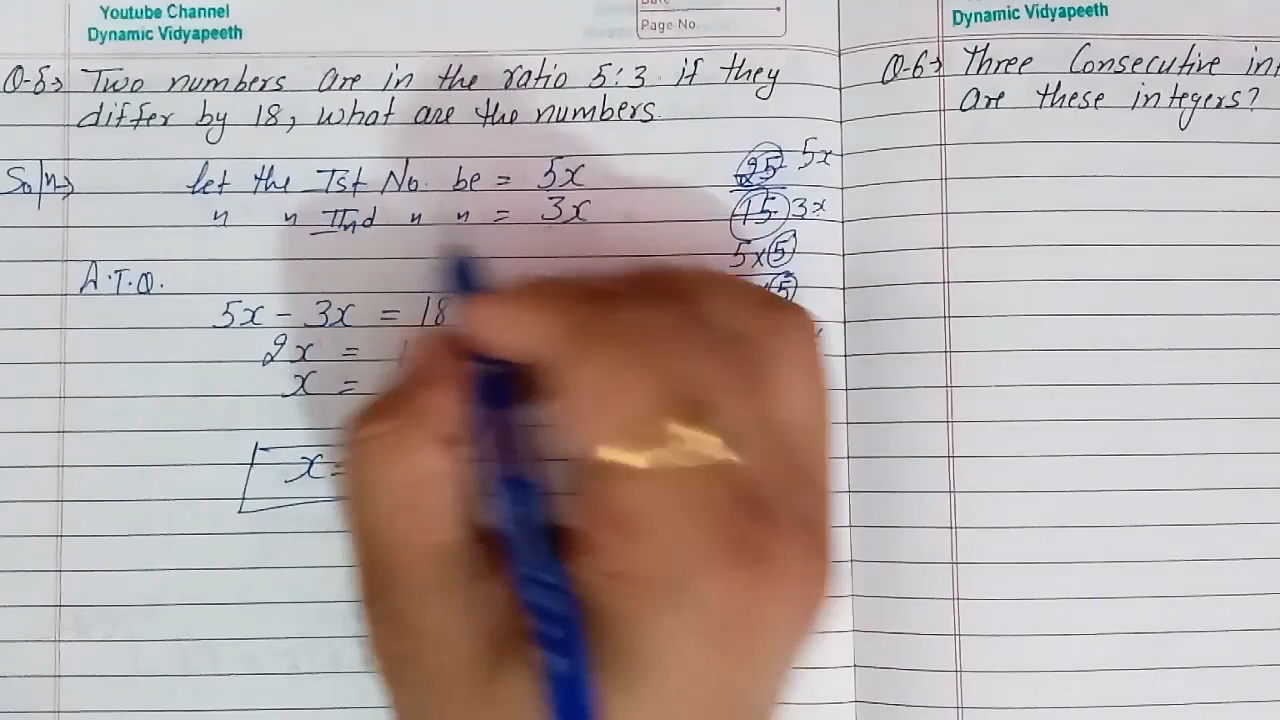 Youtube Channel
Dynamic Vidyapeeth
Page No
Q-5→ Two numbers are in the ratio 5:3. if they
differ by 18, what are the numbers.
Soln→ let the Ist No. be = 5x
" " IInd " " = 3x
A.T.Q.
5x - 3x = 18
2x =
x =
x =
25 5x
15 3x
5x5
5
Dynamic Vidyapeeth
Q-6→ Three Consecutive
are these integers?